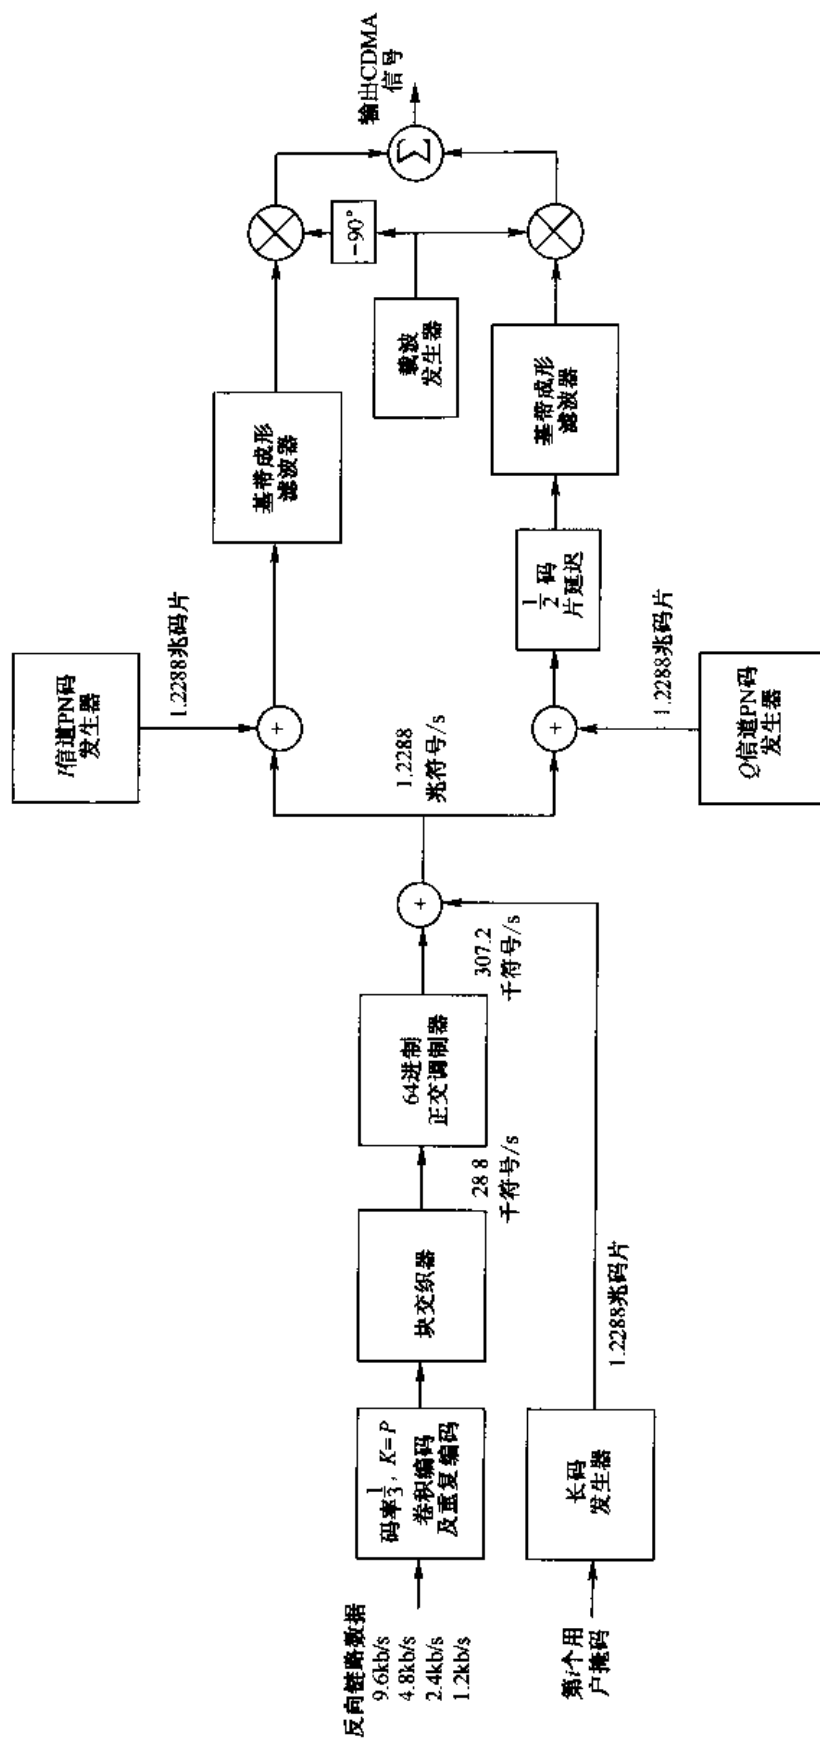 反向链路数据
9.6kb/s
4.8kb/s
2.4kb/s
1.2kb/s
码率1/3，K=P
卷积编码
及重复编码
块交织器
28 8
千符号/s
64进制
正交调制器
307.2
千符号/s
+
第i个用
户掩码
长码
发生器
1.2288兆码片
1.2288
兆符号/s
I信道PN码
发生器
1.2288兆码片
+
基带成形
滤波器
Q信道PN码
发生器
1.2288兆码片
+
1/2 码
片延迟
基带成形
滤波器
载波
发生器
-90°
Σ
输出CDMA
信号